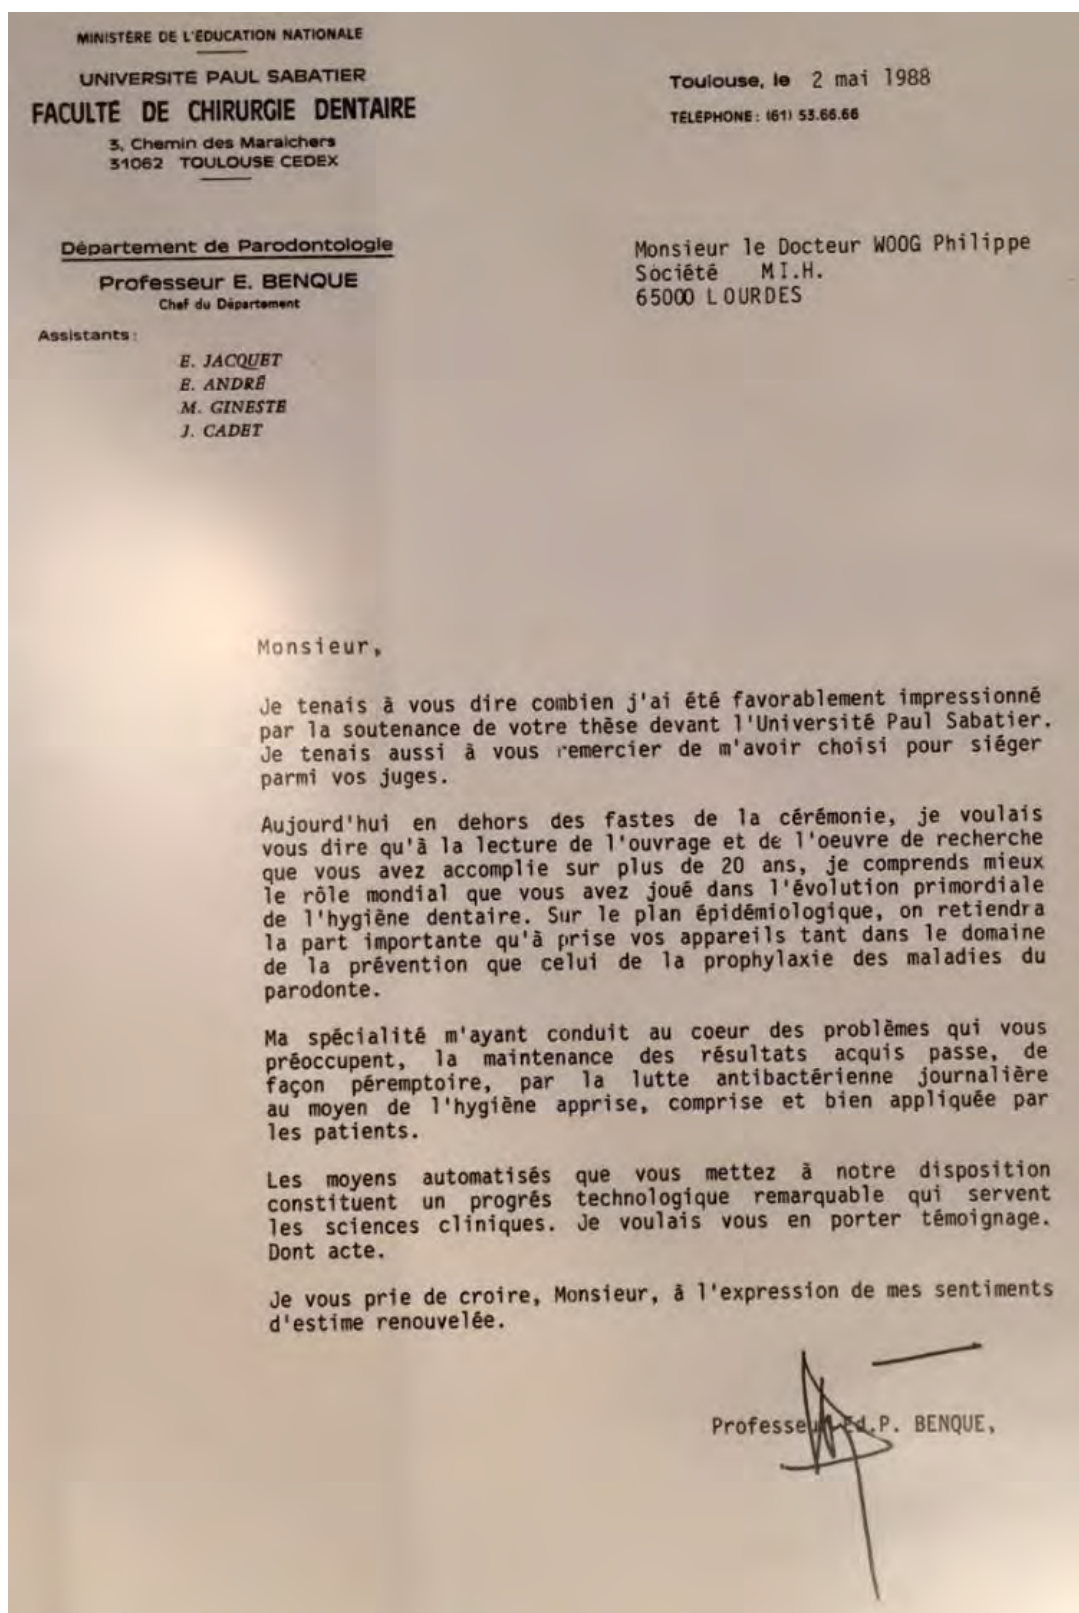 MINISTÈRE DE L'ÉDUCATION NATIONALE
UNIVERSITÉ PAUL SABATIER
FACULTÉ DE CHIRURGIE DENTAIRE
3, Chemin des Maraîchers
31062 TOULOUSE CEDEX
Toulouse, le 2 mai 1988
TÉLÉPHONE : (61) 53.66.66
Département de Parodontologie
Professeur E. BENQUE
Chef du Département
Assistants :
E. JACQUET
E. ANDRÉ
M. GINESTE
J. CADET
Monsieur le Docteur WOOG Philippe
Société M.I.H.
65000 LOURDES
Monsieur,
Je tenais à vous dire combien j'ai été favorablement impressionné
par la soutenance de votre thèse devant l'Université Paul Sabatier.
Je tenais aussi à vous remercier de m'avoir choisi pour siéger
parmi vos juges.
Aujourd'hui en dehors des fastes de la cérémonie, je voulais
vous dire qu'à la lecture de l'ouvrage et de l'oeuvre de recherche
que vous avez accomplie sur plus de 20 ans, je comprends mieux
le rôle mondial que vous avez joué dans l'évolution primordiale
de l'hygiène dentaire. Sur le plan épidémiologique, on retiendra
la part importante qu'à prise vos appareils tant dans le domaine
de la prévention que celui de la prophylaxie des maladies du
parodonte.
Ma spécialité m'ayant conduit au coeur des problèmes qui vous
préoccupent, la maintenance des résultats acquis passe, de
façon péremptoire, par la lutte antibactérienne journalière
au moyen de l'hygiène apprise, comprise et bien appliquée par
les patients.
Les moyens automatisés que vous mettez à notre disposition
constituent un progrés technologique remarquable qui servent
les sciences cliniques. Je voulais vous en porter témoignage.
Dont acte.
Je vous prie de croire, Monsieur, à l'expression de mes sentiments
d'estime renouvelée.
Professeur Ed.P. BENQUE,